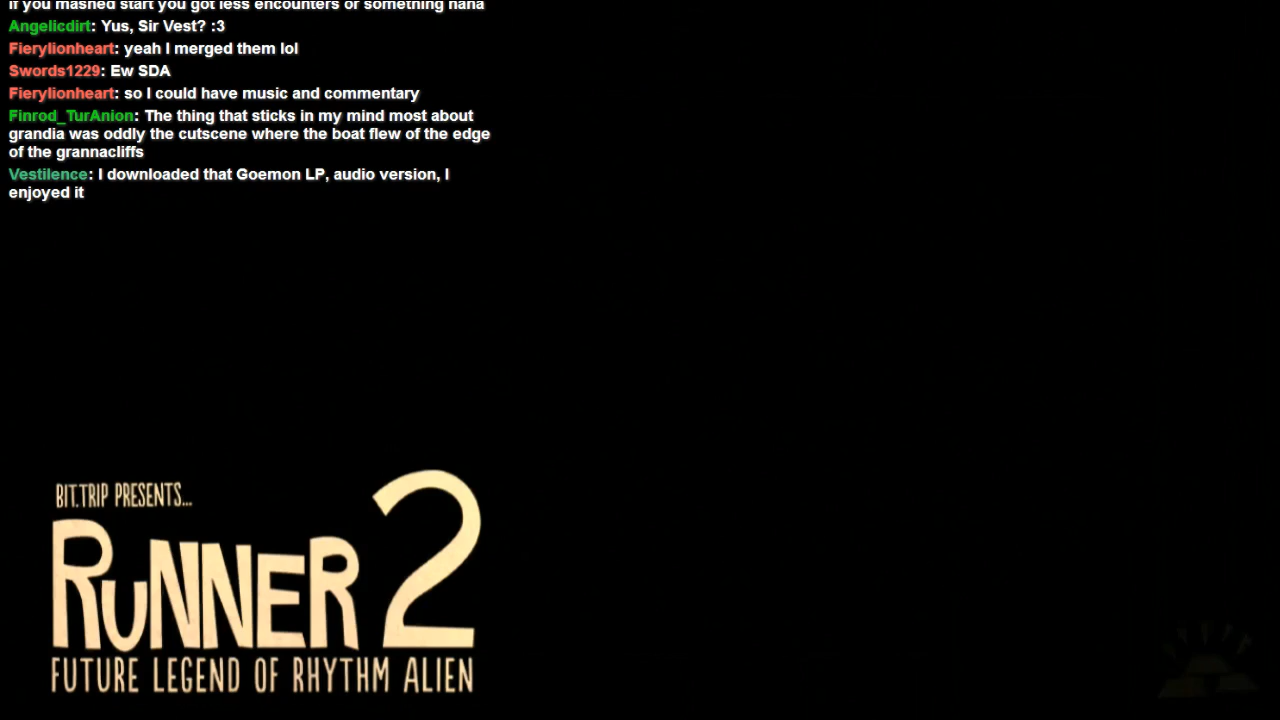 if you mashed start you got less encounters or something haha
Angelicdirt: Yus, Sir Vest? :3
Fierylionheart: yeah I merged them lol
Swords1229: Ew SDA
Fierylionheart: so I could have music and commentary
Finrod_TurAnion: The thing that sticks in my mind most about
grandia was oddly the cutscene where the boat flew of the edge
of the grannacliffs
Vestilence: I downloaded that Goemon LP, audio version, I
enjoyed it
BIT.TRIP PRESENTS...
RUNNER 2
FUTURE LEGEND OF RHYTHM ALIEN